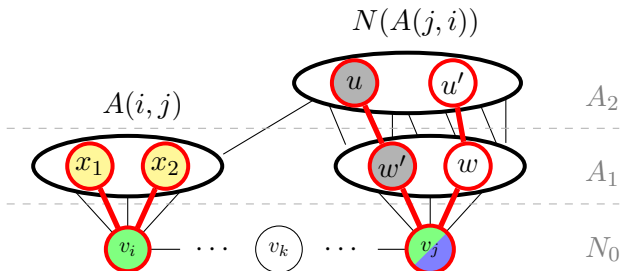 N(A(j, i))
u u′ A₂
A(i, j)
x₁ x₂ w′ w A₁
vᵢ ··· vₖ ··· vⱼ N₀